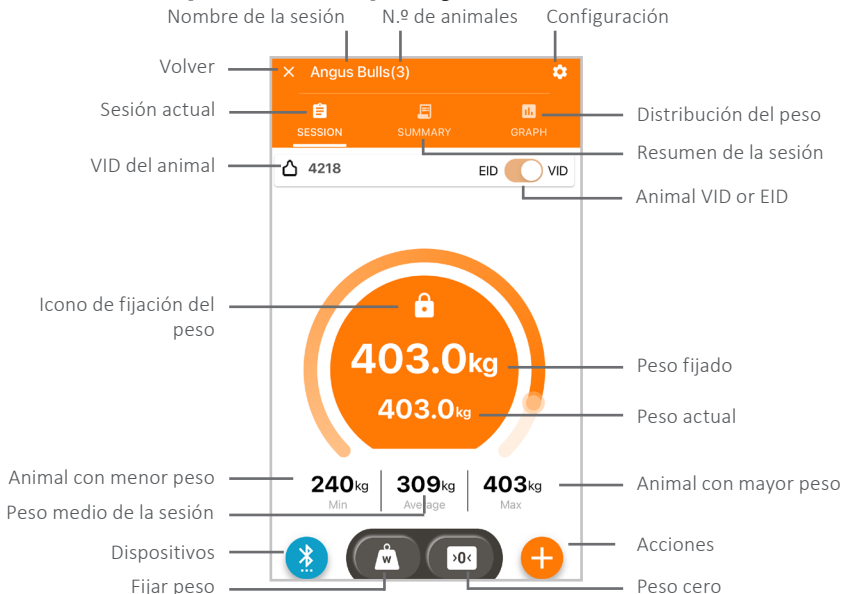 Nombre de la sesión
N.º de animales
Configuración
Volver
Angus Bulls(3)
Sesión actual
SESSION
SUMMARY
GRAPH
Distribución del peso
Resumen de la sesión
VID del animal
4218
EID
VID
Animal VID or EID
Icono de fijación del
peso
403.0kg
Peso fijado
403.0kg
Peso actual
Animal con menor peso
240kg
309kg
403kg
Animal con mayor peso
Min
Average
Max
Peso medio de la sesión
Dispositivos
W
>0<
Acciones
Fijar peso
Peso cero